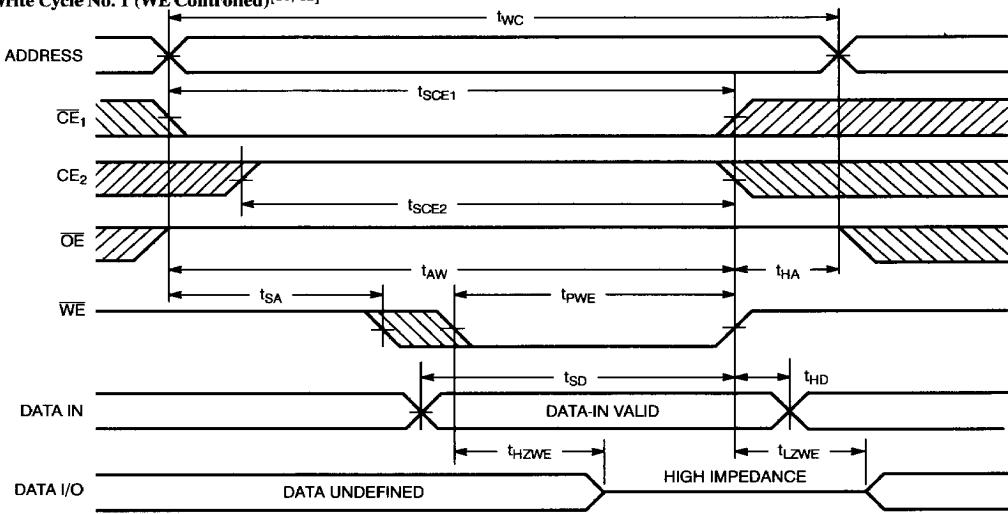 Write Cycle No. 1 (WE Controlled)
tWC
ADDRESS
tSCE1
CE1
CE2
tSCE2
OE
tAW
tHA
tSA
tPWE
WE
tSD
tHD
DATA IN
DATA-IN VALID
tHZWE
tLZWE
HIGH IMPEDANCE
DATA I/O
DATA UNDEFINED